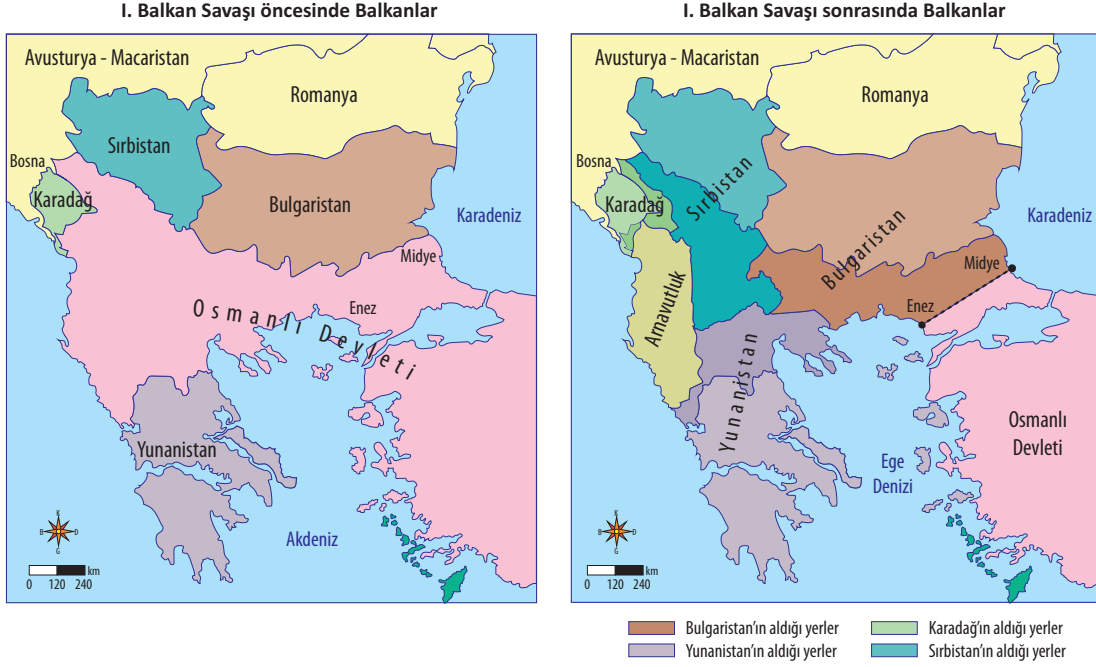 I. Balkan Savaşı öncesinde Balkanlar
Avusturya - Macaristan
Romanya
Sırbistan
Bosna
Karadağ
Bulgaristan
Karadeniz
Midye
Enez
Osmanlı Devleti
Yunanistan
Akdeniz
K
B
D
G
km
0 120 240
I. Balkan Savaşı sonrasında Balkanlar
Avusturya - Macaristan
Romanya
Bosna
Karadağ
Sırbistan
Bulgaristan
Karadeniz
Midye
Enez
Arnavutluk
Yunanistan
Osmanlı
Devleti
Ege
Denizi
K
B
D
G
km
0 120 240
Bulgaristan’ın aldığı yerler
Karadağ’ın aldığı yerler
Yunanistan’ın aldığı yerler
Sırbistan’ın aldığı yerler